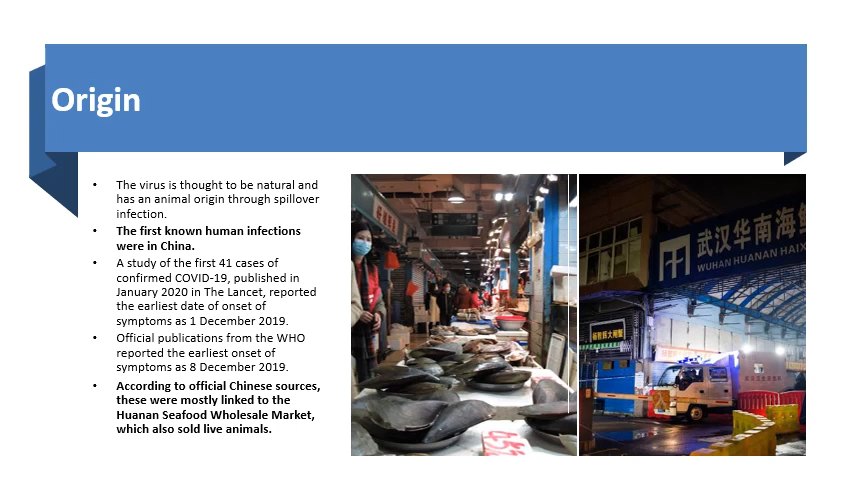 Origin
• The virus is thought to be natural and
has an animal origin through spillover
infection.
• The first known human infections
were in China.
• A study of the first 41 cases of
confirmed COVID-19, published in
January 2020 in The Lancet, reported
the earliest date of onset of
symptoms as 1 December 2019.
• Official publications from the WHO
reported the earliest onset of
symptoms as 8 December 2019.
• According to official Chinese sources,
these were mostly linked to the
Huanan Seafood Wholesale Market,
which also sold live animals.
武汉华南海鲜
WUHAN HUANAN HAIX